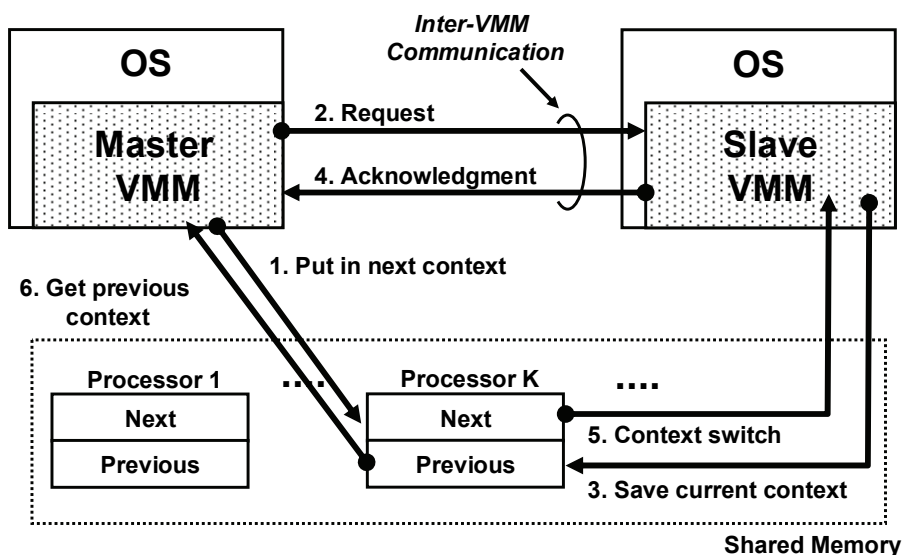 Inter-VMM
Communication
OS
OS
2. Request
Master
VMM
Slave
VMM
4. Acknowledgment
1. Put in next context
6. Get previous
context
Processor 1
....
Processor K
....
Next
Next
5. Context switch
Previous
Previous
3. Save current context
Shared Memory